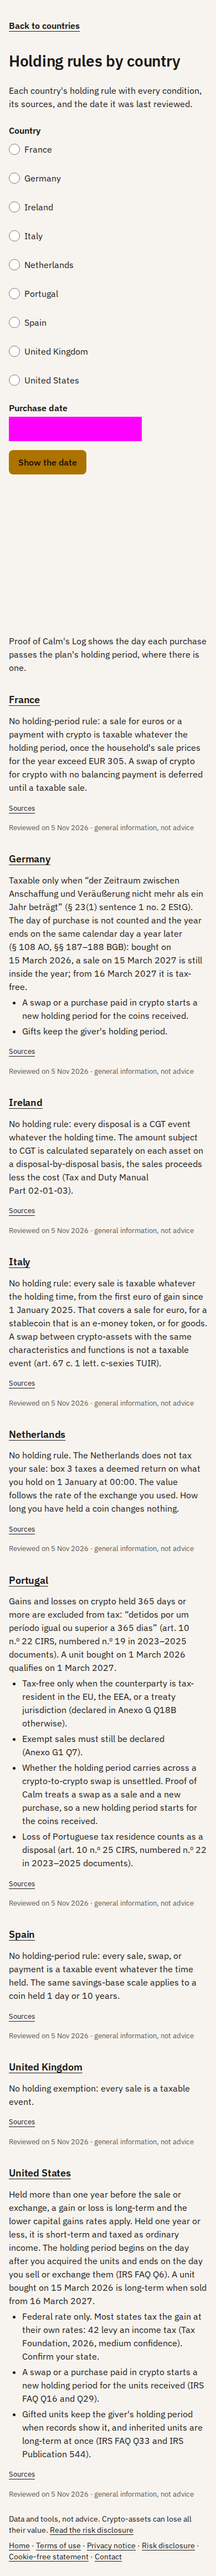 Back to countries
Holding rules by country
Each country's holding rule with every condition,
its sources, and the date it was last reviewed.
Country
France
Germany
Ireland
Italy
Netherlands
Portugal
Spain
United Kingdom
United States
Purchase date
Show the date
Proof of Calm's Log shows the day each purchase
passes the plan's holding period, where there is
one.
France
No holding-period rule: a sale for euros or a
payment with crypto is taxable whatever the
holding period, once the household's sale prices
for the year exceed EUR 305. A swap of crypto
for crypto with no balancing payment is deferred
until a taxable sale.
Sources
Reviewed on 5 Nov 2026 · general information, not advice
Germany
Taxable only when “der Zeitraum zwischen
Anschaffung und Veräußerung nicht mehr als ein
Jahr beträgt” (§ 23(1) sentence 1 no. 2 EStG).
The day of purchase is not counted and the year
ends on the same calendar day a year later
(§ 108 AO, §§ 187–188 BGB): bought on
15 March 2026, a sale on 15 March 2027 is still
inside the year; from 16 March 2027 it is tax-
free.
• A swap or a purchase paid in crypto starts a
new holding period for the coins received.
• Gifts keep the giver's holding period.
Sources
Reviewed on 5 Nov 2026 · general information, not advice
Ireland
No holding rule: every disposal is a CGT event
whatever the holding time. The amount subject
to CGT is calculated separately on each asset on
a disposal-by-disposal basis, the sales proceeds
less the cost (Tax and Duty Manual
Part 02-01-03).
Sources
Reviewed on 5 Nov 2026 · general information, not advice
Italy
No holding rule: every sale is taxable whatever
the holding time, from the first euro of gain since
1 January 2025. That covers a sale for euro, for a
stablecoin that is an e-money token, or for goods.
A swap between crypto-assets with the same
characteristics and functions is not a taxable
event (art. 67 c. 1 lett. c-sexies TUIR).
Sources
Reviewed on 5 Nov 2026 · general information, not advice
Netherlands
No holding rule. The Netherlands does not tax
your sale: box 3 taxes a deemed return on what
you hold on 1 January at 00:00. The value
follows the rate of the exchange you used. How
long you have held a coin changes nothing.
Sources
Reviewed on 5 Nov 2026 · general information, not advice
Portugal
Gains and losses on crypto held 365 days or
more are excluded from tax: “detidos por um
período igual ou superior a 365 dias” (art. 10
n.º 22 CIRS, numbered n.º 19 in 2023–2025
documents). A unit bought on 1 March 2026
qualifies on 1 March 2027.
• Tax-free only when the counterparty is tax-
resident in the EU, the EEA, or a treaty
jurisdiction (declared in Anexo G Q18B
otherwise).
• Exempt sales must still be declared
(Anexo G1 Q7).
• Whether the holding period carries across a
crypto-to-crypto swap is unsettled. Proof of
Calm treats a swap as a sale and a new
purchase, so a new holding period starts for
the coins received.
• Loss of Portuguese tax residence counts as a
disposal (art. 10 n.º 25 CIRS, numbered n.º 22
in 2023–2025 documents).
Sources
Reviewed on 5 Nov 2026 · general information, not advice
Spain
No holding-period rule: every sale, swap, or
payment is a taxable event whatever the time
held. The same savings-base scale applies to a
coin held 1 day or 10 years.
Sources
Reviewed on 5 Nov 2026 · general information, not advice
United Kingdom
No holding exemption: every sale is a taxable
event.
Sources
Reviewed on 5 Nov 2026 · general information, not advice
United States
Held more than one year before the sale or
exchange, a gain or loss is long-term and the
lower capital gains rates apply. Held one year or
less, it is short-term and taxed as ordinary
income. The holding period begins on the day
after you acquired the units and ends on the day
you sell or exchange them (IRS FAQ Q6). A unit
bought on 15 March 2026 is long-term when sold
from 16 March 2027.
• Federal rate only. Most states tax the gain at
their own rates: 42 levy an income tax (Tax
Foundation, 2026, medium confidence).
Confirm your state.
• A swap or a purchase paid in crypto starts a
new holding period for the units received (IRS
FAQ Q16 and Q29).
• Gifted units keep the giver's holding period
when records show it, and inherited units are
long-term at once (IRS FAQ Q33 and IRS
Publication 544).
Sources
Reviewed on 5 Nov 2026 · general information, not advice
Data and tools, not advice. Crypto-assets can lose all
their value. Read the risk disclosure
Home · Terms of use · Privacy notice · Risk disclosure ·
Cookie-free statement · Contact